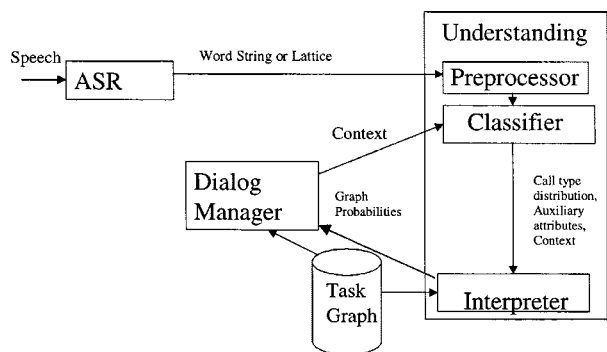 Understanding
Speech
ASR
Word String or Lattice
Preprocessor
Classifier
Context
Dialog
Manager
Graph
Probabilities
Call type
distribution,
Auxiliary
attributes,
Context
Task
Graph
Interpreter